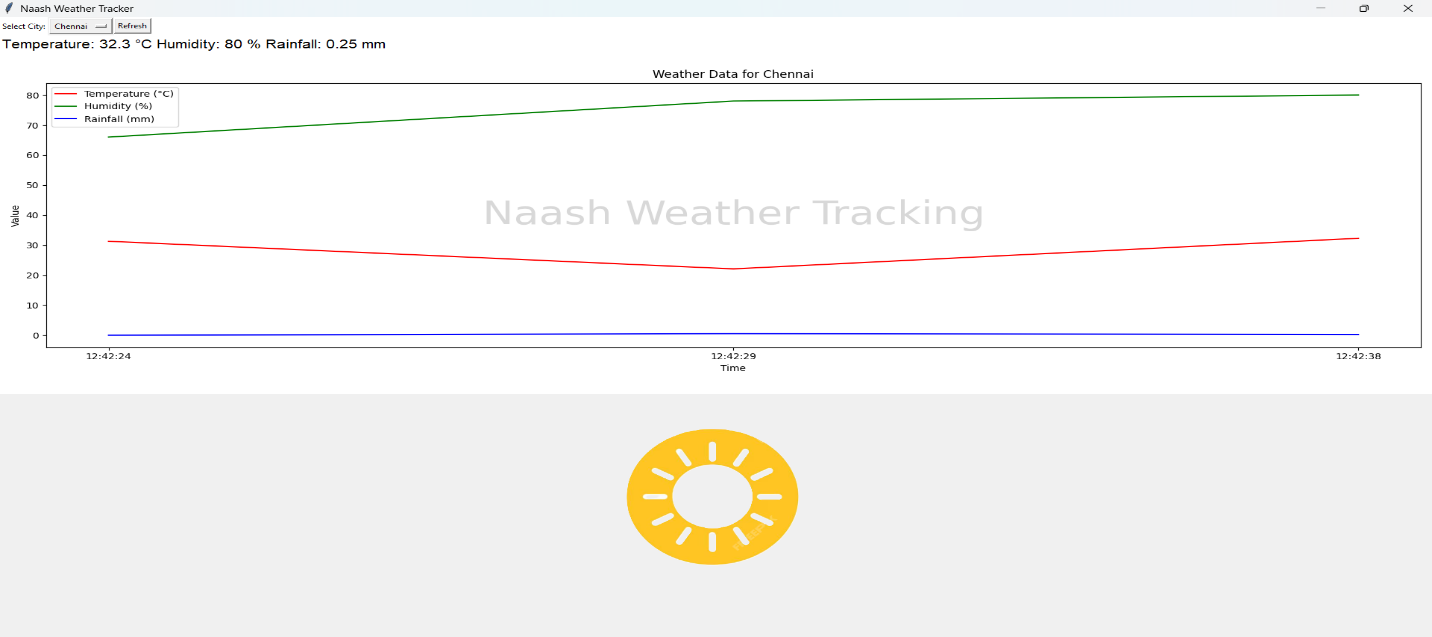 Naash Weather Tracker
Select City: Chennai Refresh
Temperature: 32.3 °C Humidity: 80 % Rainfall: 0.25 mm
Weather Data for Chennai
Temperature (°C)
Humidity (%)
Rainfall (mm)
80
70
60
50
40
30
20
10
0
Value
Naash Weather Tracking
12:42:24 12:42:29 12:42:38
Time